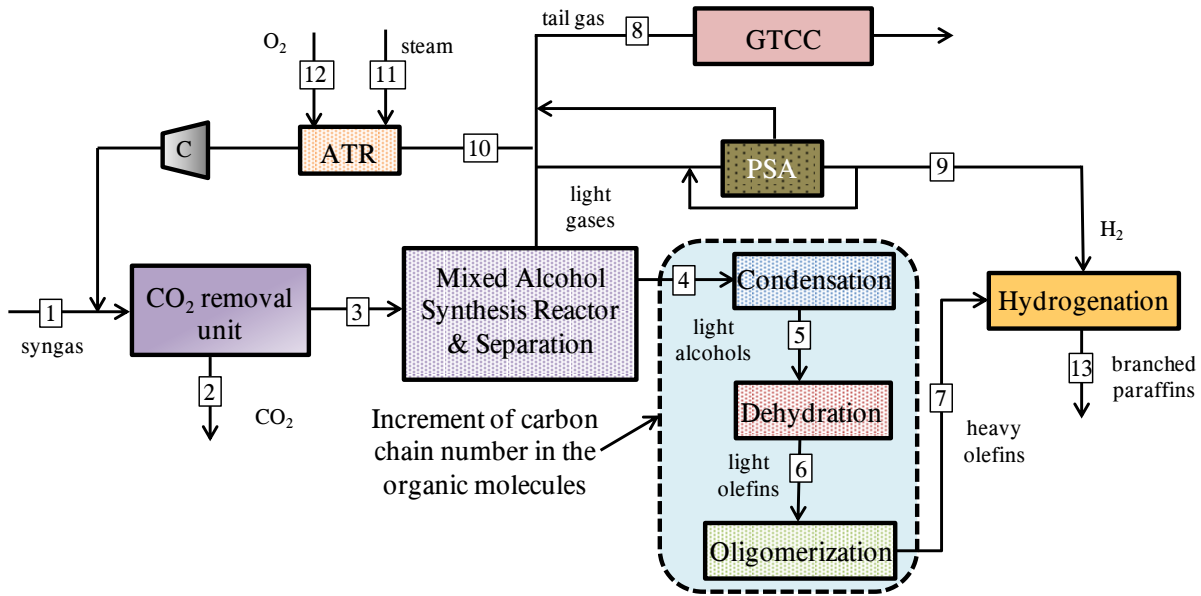 tail gas
8
GTCC
O2
steam
12
11
C
ATR
10
PSA
9
light
gases
H2
1
syngas
CO2 removal
unit
3
Mixed Alcohol
Synthesis Reactor
& Separation
4
Condensation
Hydrogenation
light
alcohols
5
2
CO2
Dehydration
7
13
branched
paraffins
Increment of carbon
chain number in the
organic molecules
light
olefins
6
heavy
olefins
Oligomerization